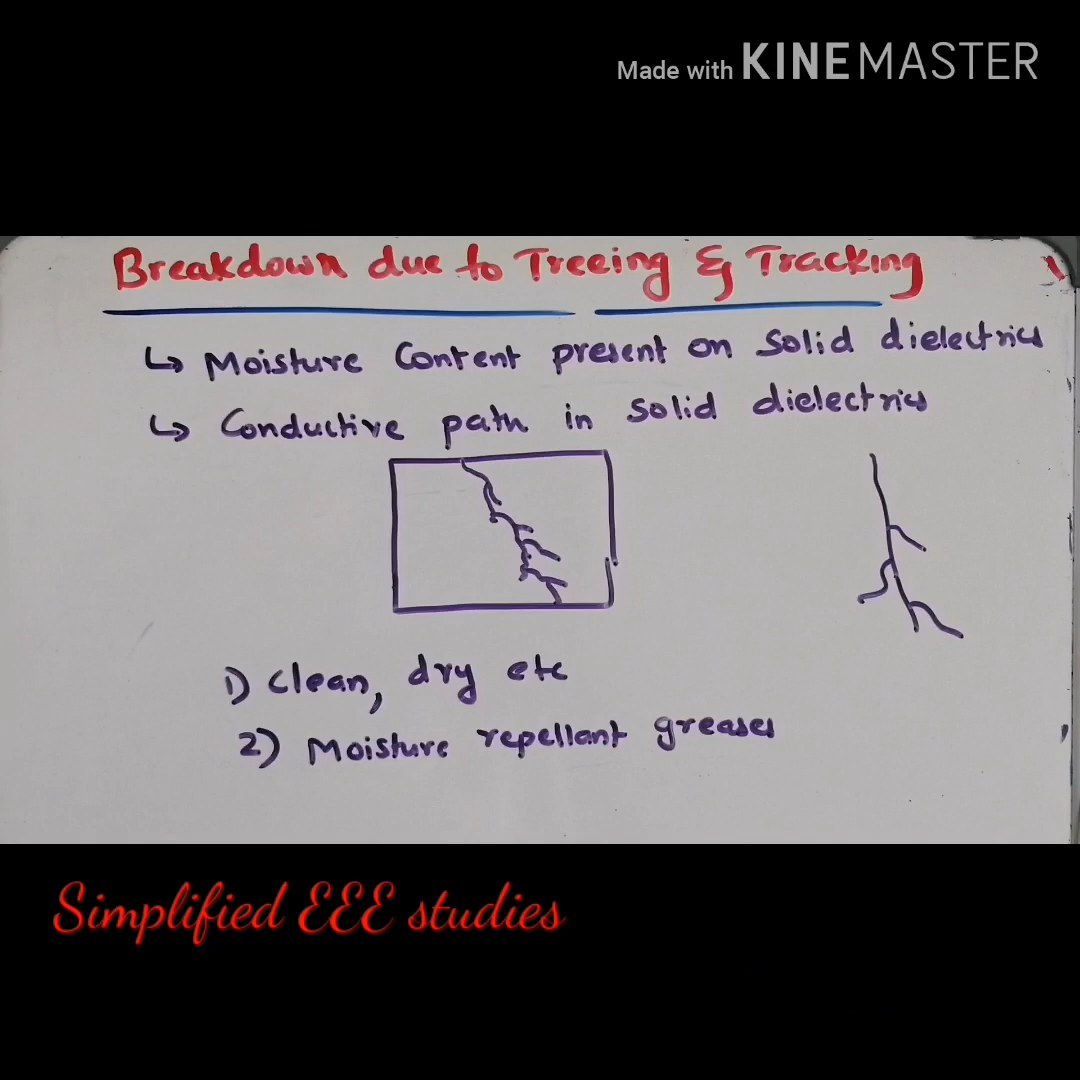 Made with KINEMASTER
Breakdown due to Treeing & Tracking
↳ Moisture Content present on solid dielectrics
↳ Conductive path in solid dielectrics
1) Clean, dry etc
2) Moisture repellant greases
Simplified EEE studies